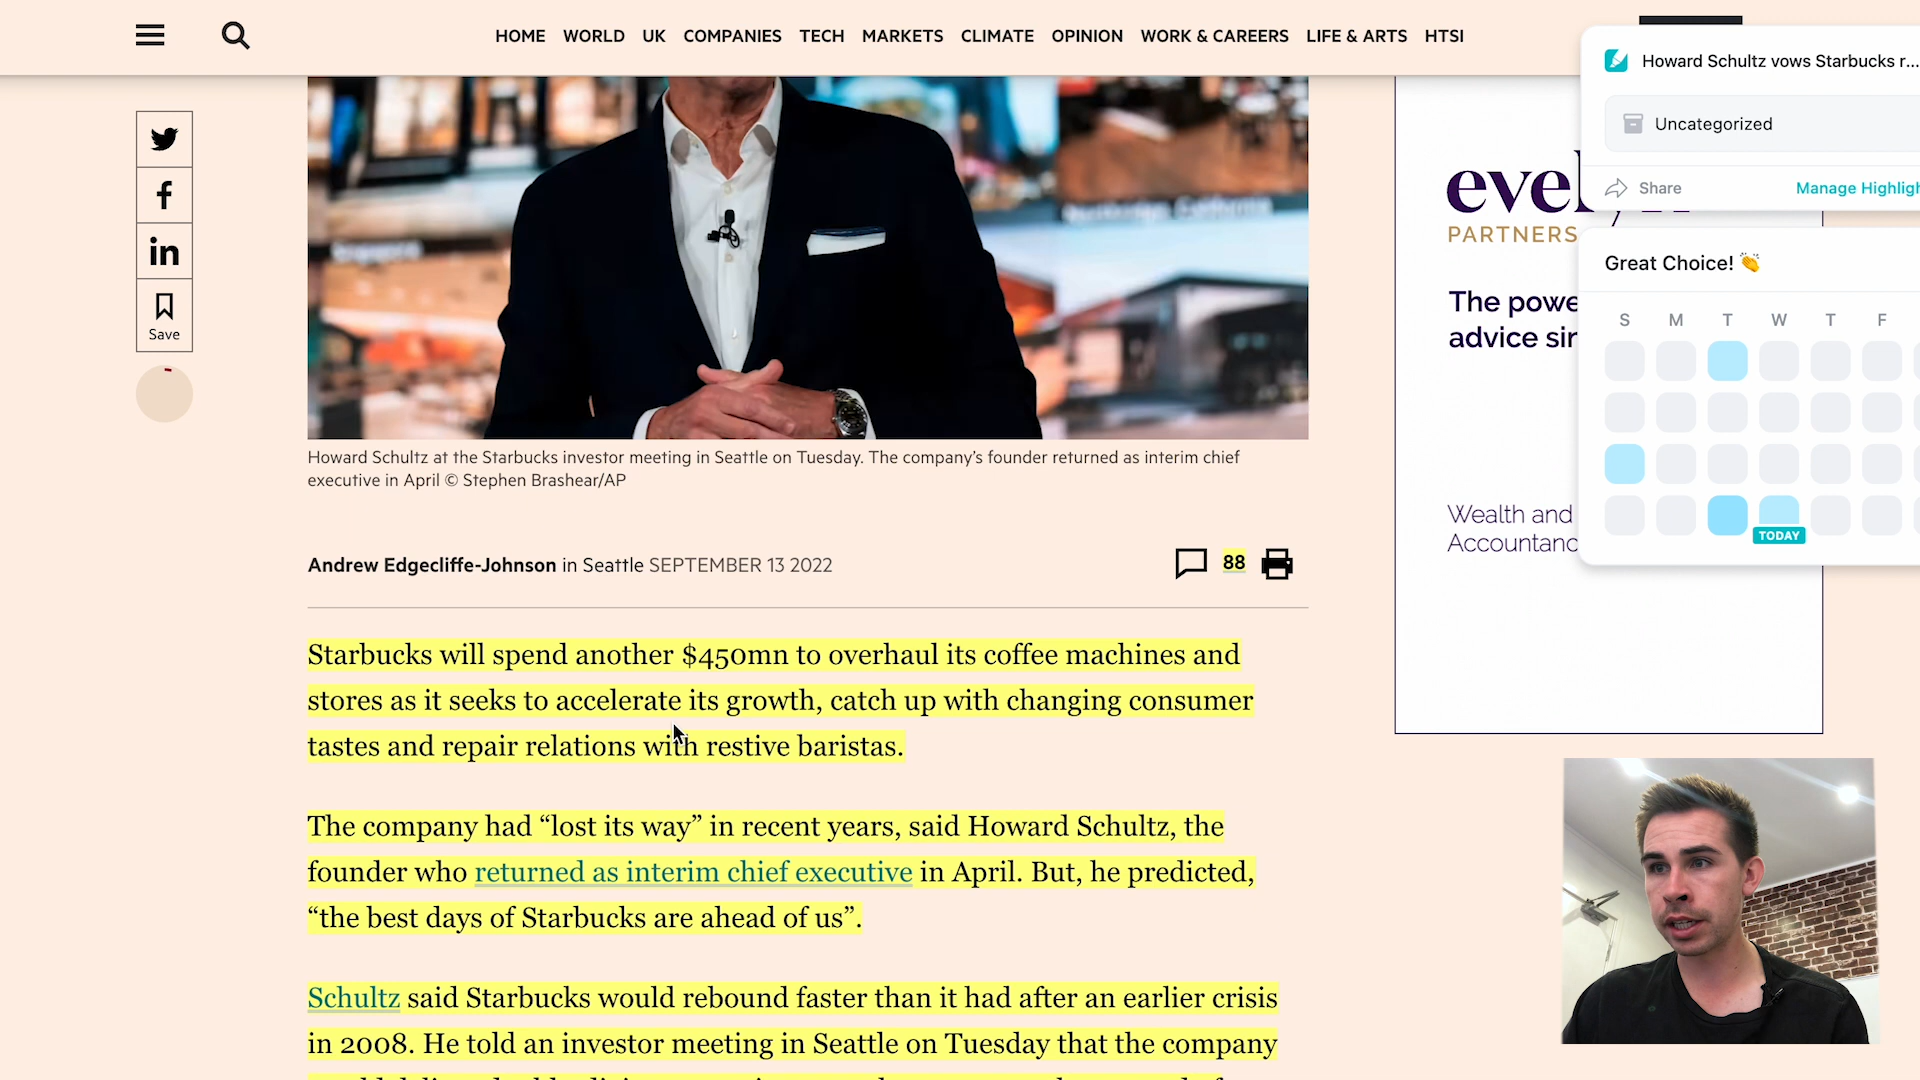 HOME WORLD UK COMPANIES TECH MARKETS CLIMATE OPINION WORK & CAREERS LIFE & ARTS HTSI
Howard Schultz vows Starbucks r...
Uncategorized
Share
Manage Highligh
Save
PARTNERS
Great Choice! 👏
The powe
advice sin
S M T W T F
TODAY
Wealth and
Accountanc
Howard Schultz at the Starbucks investor meeting in Seattle on Tuesday. The company’s founder returned as interim chief
executive in April © Stephen Brashear/AP
Andrew Edgecliffe-Johnson in Seattle SEPTEMBER 13 2022
88
Starbucks will spend another $450mn to overhaul its coffee machines and
stores as it seeks to accelerate its growth, catch up with changing consumer
tastes and repair relations with restive baristas.
The company had “lost its way” in recent years, said Howard Schultz, the
founder who returned as interim chief executive in April. But, he predicted,
“the best days of Starbucks are ahead of us”.
Schultz said Starbucks would rebound faster than it had after an earlier crisis
in 2008. He told an investor meeting in Seattle on Tuesday that the company